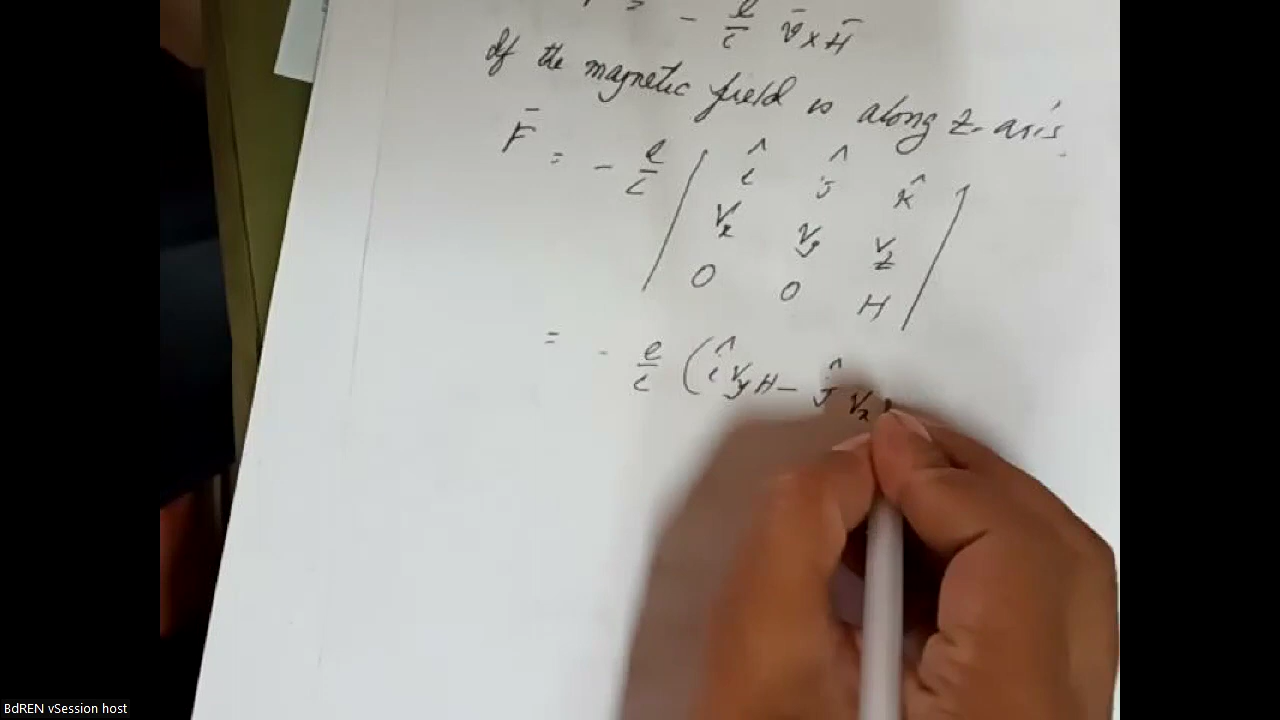 = - e/c v̄ x H̄
If the magnetic field is along z-axis.
F̄ = - e/c | î ĵ k̂ |
| Vx Vy Vz |
| 0 0 H |
= - e/c ( î Vy H - ĵ Vx
BdREN vSession host